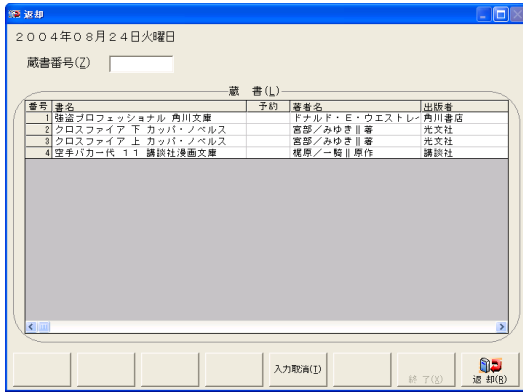 返却
２００４年０８月２４日火曜日
蔵書番号(Z)
蔵 書(L)
番号 書名 予約 著者名 出版者
1 強盗プロフェッショナル 角川文庫 ドナルド・Ｅ・ウエストレー 角川書店
2 クロスファイア 下 カッパ・ノベルス 宮部／みゆき‖著 光文社
3 クロスファイア 上 カッパ・ノベルス 宮部／みゆき‖著 光文社
4 空手バカ一代 １１ 講談社漫画文庫 梶原／一騎‖原作 講談社
入力取消(I) 終 了(X) 返 却(R)